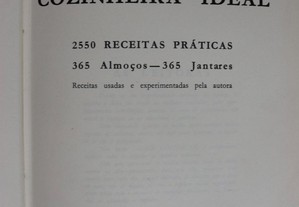 COZINHEIRA IDEAL
2550 RECEITAS PRÁTICAS
365 Almoços — 365 Jantares
Receitas usadas e experimentadas pela autora